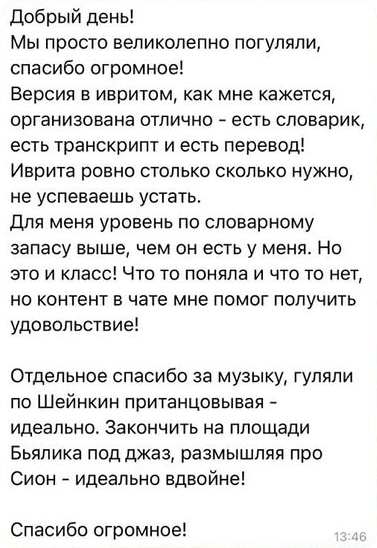 Добрый день!
Мы просто великолепно погуляли,
спасибо огромное!
Версия в ивритом, как мне кажется,
организована отлично - есть словарик,
есть транскрипт и есть перевод!
Иврита ровно столько сколько нужно,
не успеваешь устать.
Для меня уровень по словарному
запасу выше, чем он есть у меня. Но
это и класс! Что то поняла и что то нет,
но контент в чате мне помог получить
удовольствие!
Отдельное спасибо за музыку, гуляли
по Шейнкин пританцовывая -
идеально. Закончить на площади
Бьялика под джаз, размышляя про
Сион - идеально вдвойне!
Спасибо огромное!
13:46